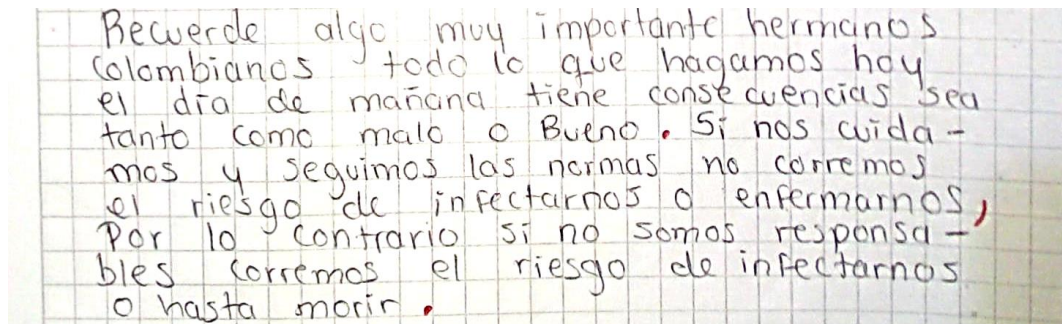 Recuerde algo muy importante hermanos
Colombianos todo lo que hagamos hoy
el día de mañana tiene consecuencias sea
tanto como malo o Bueno. Si nos cuida-
mos y seguimos las normas no corremos
el riesgo de infectarnos o enfermarnos,
Por lo contrario si no somos responsa-
bles corremos el riesgo de infectarnos
o hasta morir.